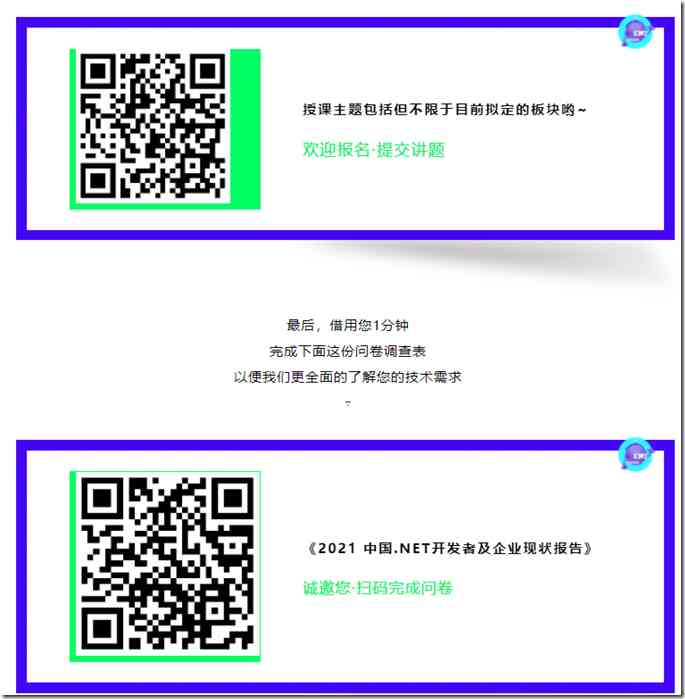 授课主题包括但不限于目前拟定的板块哟~
欢迎报名·提交讲题
最后，借用您1分钟
完成下面这份问卷调查表
以便我们更全面的了解您的技术需求
《2021 中国.NET开发者及企业现状报告》
诚邀您·扫码完成问卷